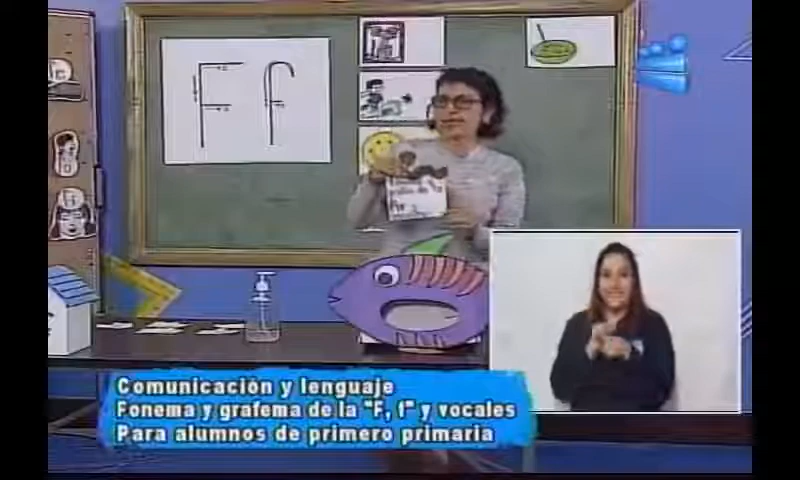 F f
Comunicación y lenguaje
Fonema y grafema de la "F, f" y vocales
Para alumnos de primero primaria